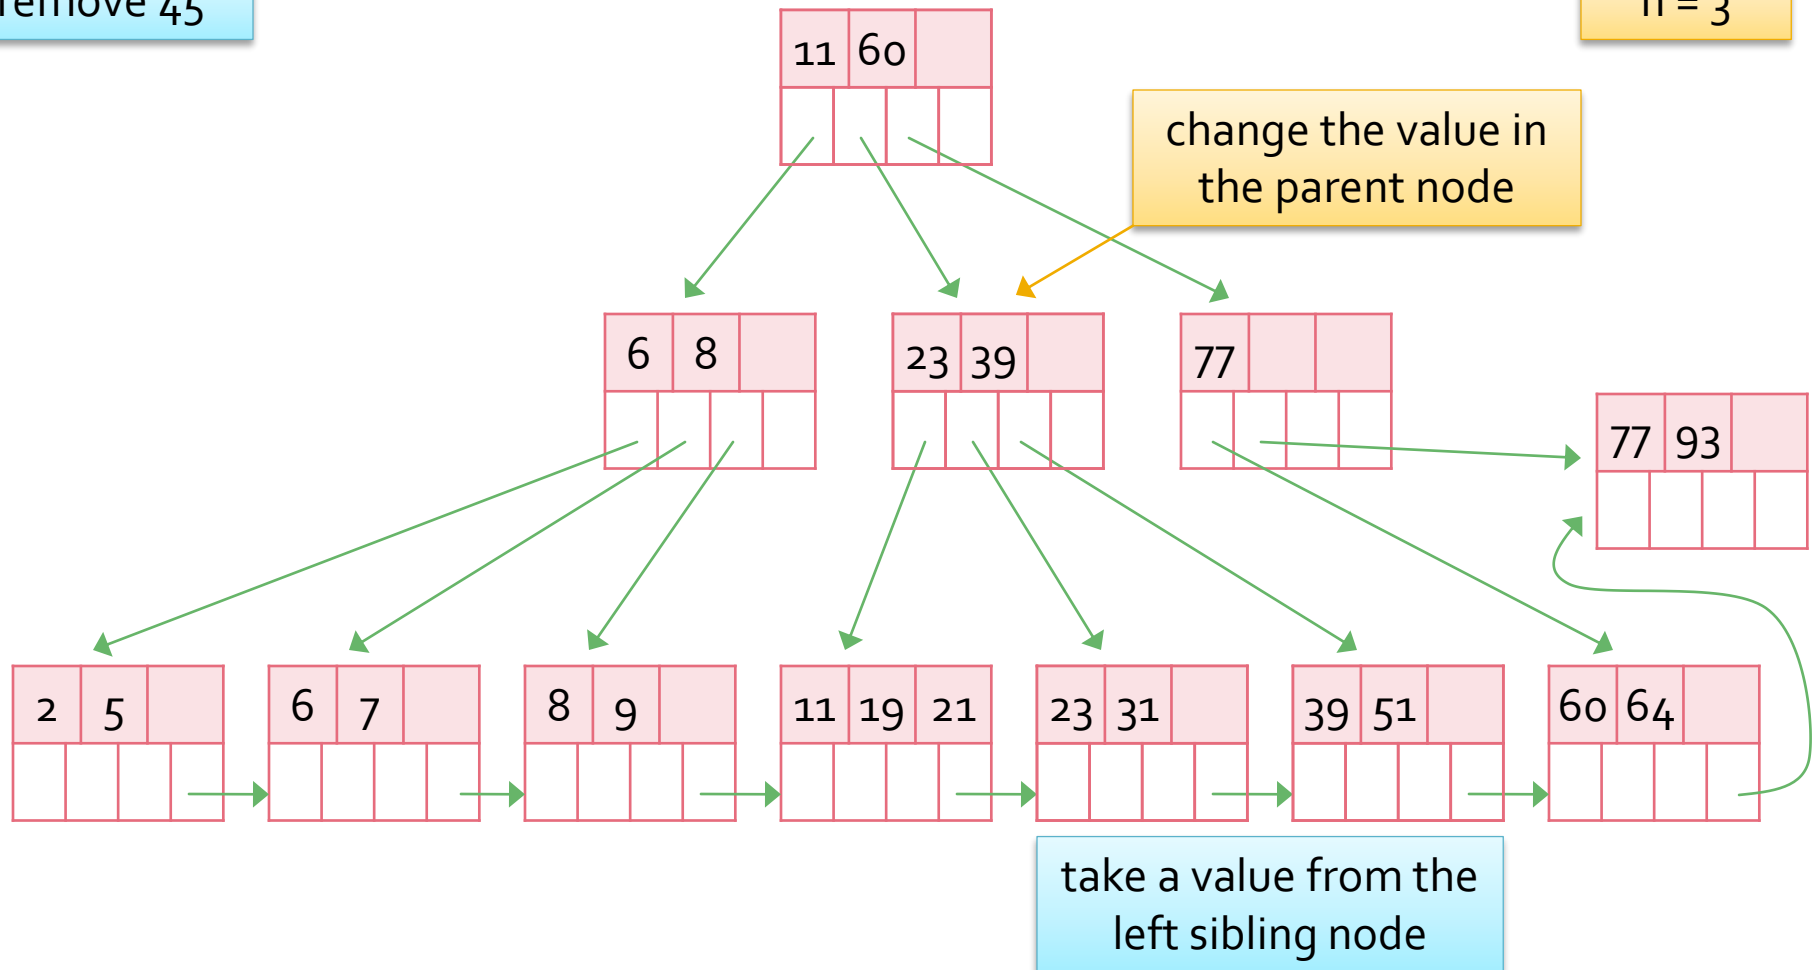 remove 45
n = 3
11 60
change the value in
the parent node
6 8
23 39
77
77 93
2 5
6 7
8 9
11 19 21
23 31
39 51
60 64
take a value from the
left sibling node